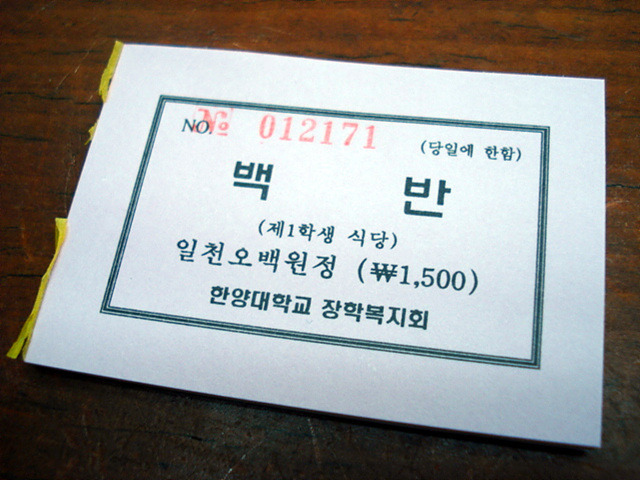 NO. № 012171
(당일에 한함)
백 반
(제1학생 식당)
일천오백원정 (₩1,500)
한양대학교 장학복지회